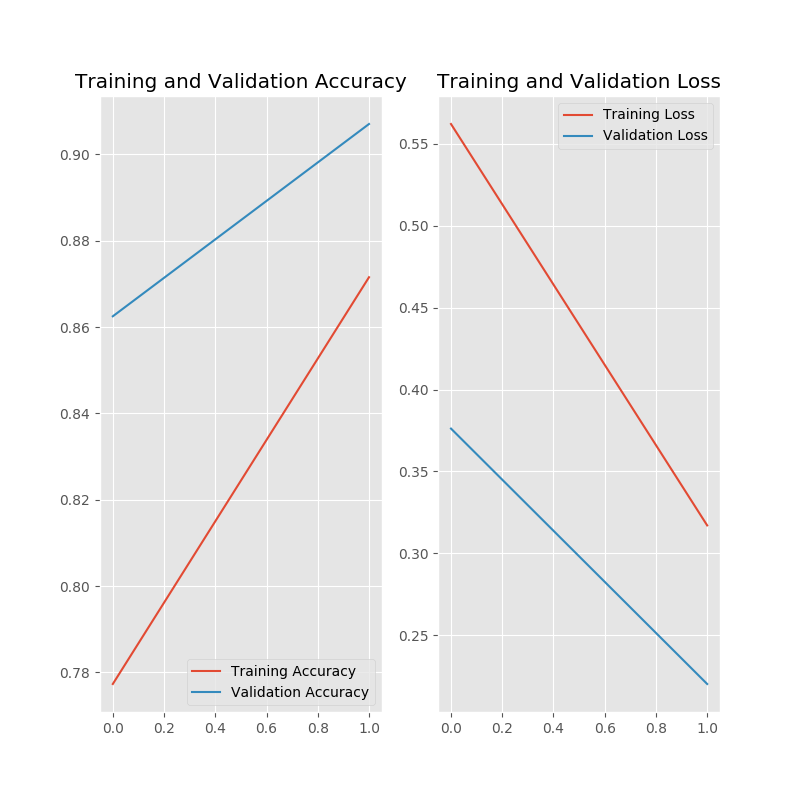 Training and Validation Accuracy
0.90
0.88
0.86
0.84
0.82
0.80
0.78
Training Accuracy
Validation Accuracy
0.0 0.2 0.4 0.6 0.8 1.0
Training and Validation Loss
Training Loss
Validation Loss
0.55
0.50
0.45
0.40
0.35
0.30
0.25
0.0 0.2 0.4 0.6 0.8 1.0